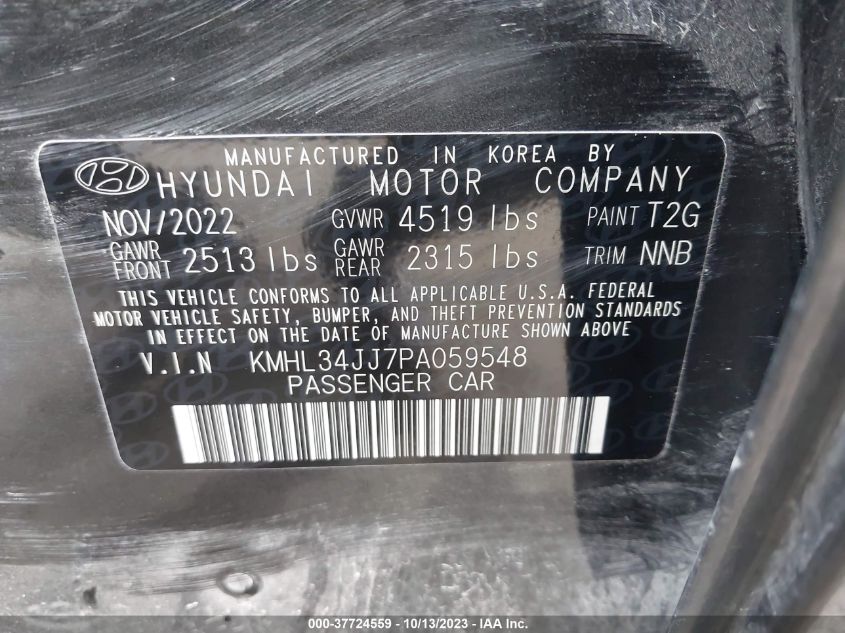 MANUFACTURED IN KOREA BY
HYUNDAI MOTOR COMPANY
NOV/2022 GVWR 4519 lbs PAINT T2G
GAWR FRONT 2513 lbs GAWR REAR 2315 lbs TRIM NNB
THIS VEHICLE CONFORMS TO ALL APPLICABLE U.S.A. FEDERAL
MOTOR VEHICLE SAFETY, BUMPER, AND THEFT PREVENTION STANDARDS
IN EFFECT ON THE DATE OF MANUFACTURE SHOWN ABOVE
V.I.N KMHL34JJ7PA059548
PASSENGER CAR
000-37724559 - 10/13/2023 - IAA Inc.